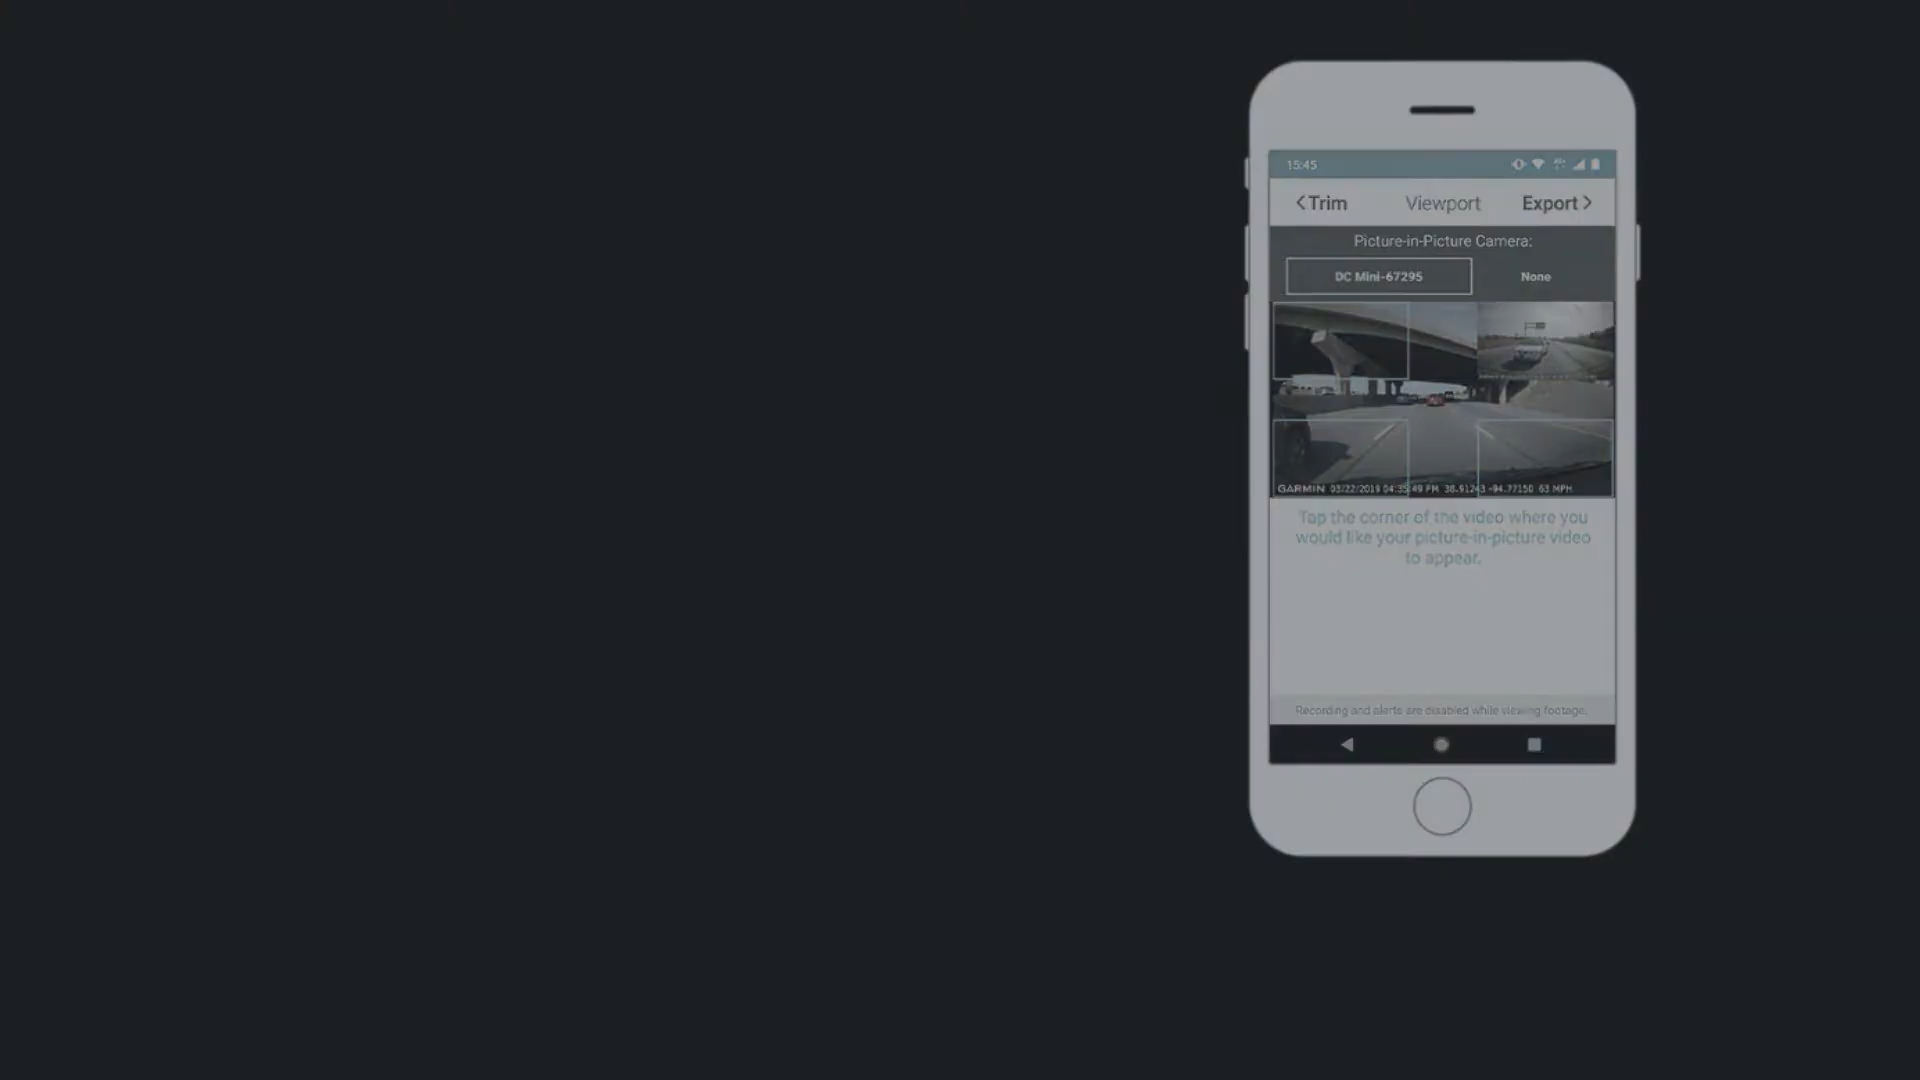 15:45
Trim Viewport Export
Picture-in-Picture Camera:
DC Mini-67295 None
GARMIN 03/22/2019 04:35:49 PM 38.91243 -94.77150 63 MPH
Tap the corner of the video where you
would like your picture-in-picture video
to appear.
Recording and alerts are disabled while viewing footage.